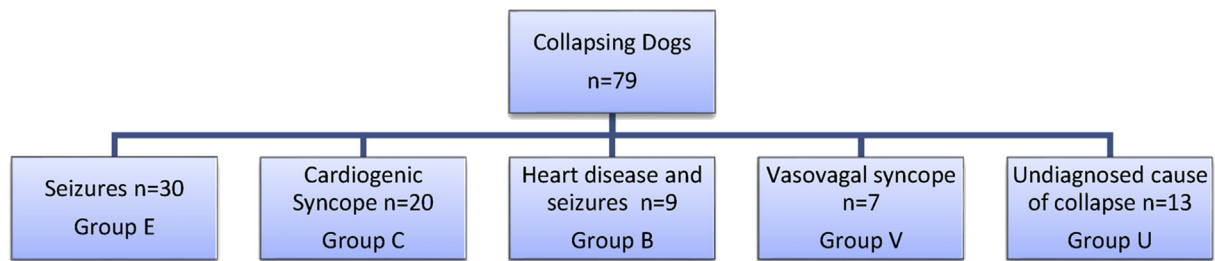 Collapsing Dogs
n=79
Seizures n=30
Group E
Cardiogenic
Syncope n=20
Group C
Heart disease and
seizures n=9
Group B
Vasovagal syncope
n=7
Group V
Undiagnosed cause
of collapse n=13
Group U